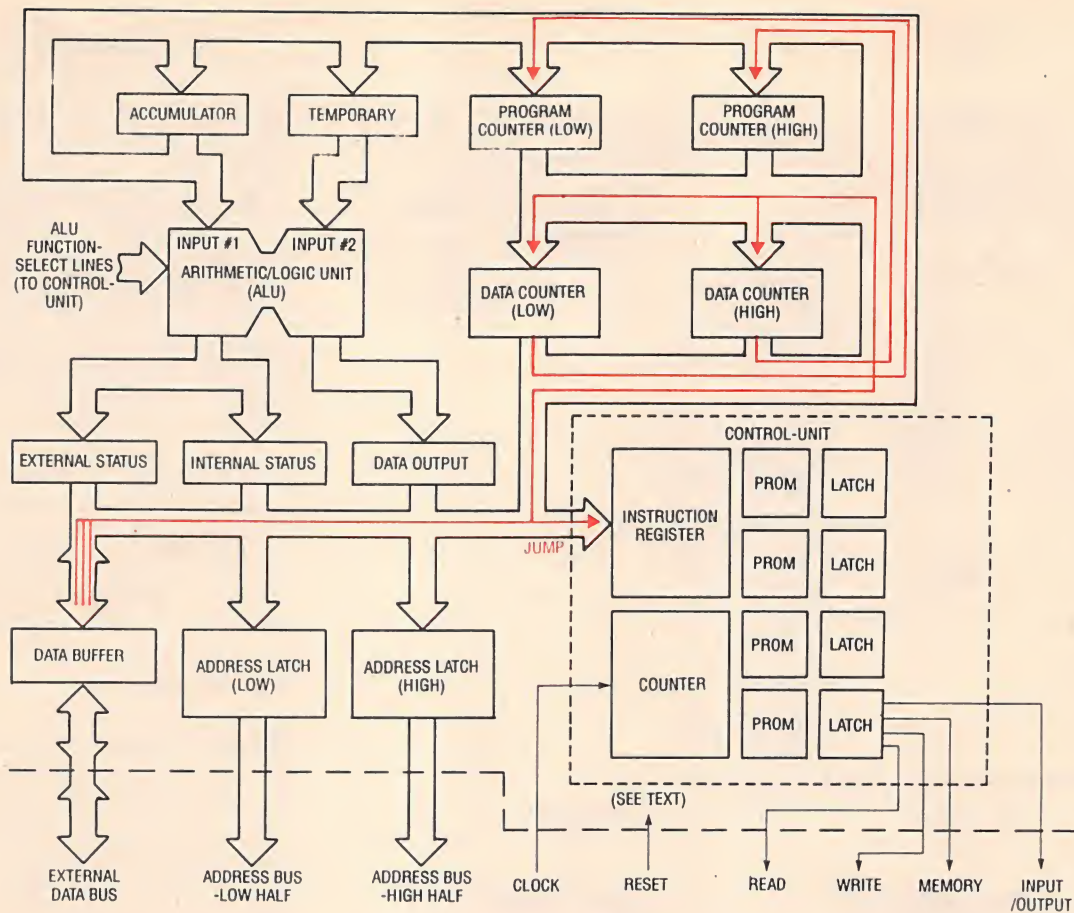 ACCUMULATOR
TEMPORARY
PROGRAM
COUNTER (LOW)
PROGRAM
COUNTER (HIGH)
ALU
FUNCTION-
SELECT LINES
(TO CONTROL-
UNIT)
INPUT #1
INPUT #2
ARITHMETIC/LOGIC UNIT
(ALU)
DATA COUNTER
(LOW)
DATA COUNTER
(HIGH)
EXTERNAL STATUS
INTERNAL STATUS
DATA OUTPUT
CONTROL-UNIT
INSTRUCTION
REGISTER
PROM
LATCH
PROM
LATCH
JUMP
DATA BUFFER
ADDRESS LATCH
(LOW)
ADDRESS LATCH
(HIGH)
COUNTER
PROM
LATCH
PROM
LATCH
(SEE TEXT)
EXTERNAL
DATA BUS
ADDRESS BUS
-LOW HALF
ADDRESS BUS
-HIGH HALF
CLOCK
RESET
READ
WRITE
MEMORY
INPUT
/OUTPUT